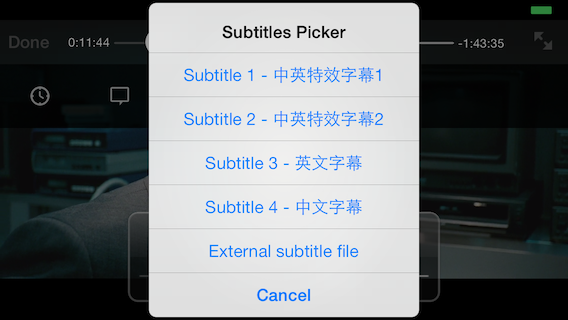 Subtitles Picker
Done
0:11:44
-1:43:35
Subtitle 1 - 中英特效字幕1
Subtitle 2 - 中英特效字幕2
Subtitle 3 - 英文字幕
Subtitle 4 - 中文字幕
External subtitle file
Cancel